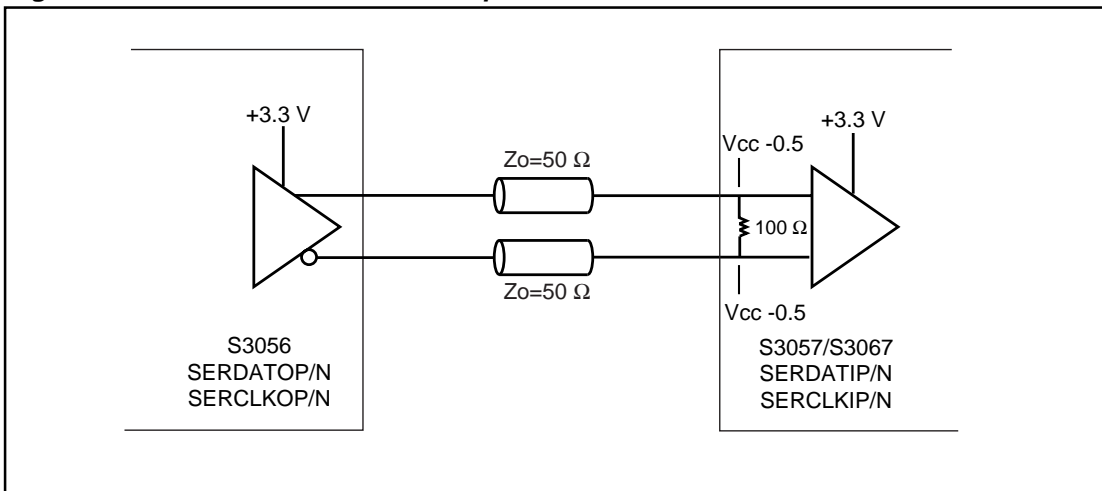 +3.3 V
+3.3 V
Vcc -0.5
Zo=50 Ω
100 Ω
Zo=50 Ω
Vcc -0.5
S3056
SERDATOP/N
SERCLKOP/N
S3057/S3067
SERDATIP/N
SERCLKIP/N